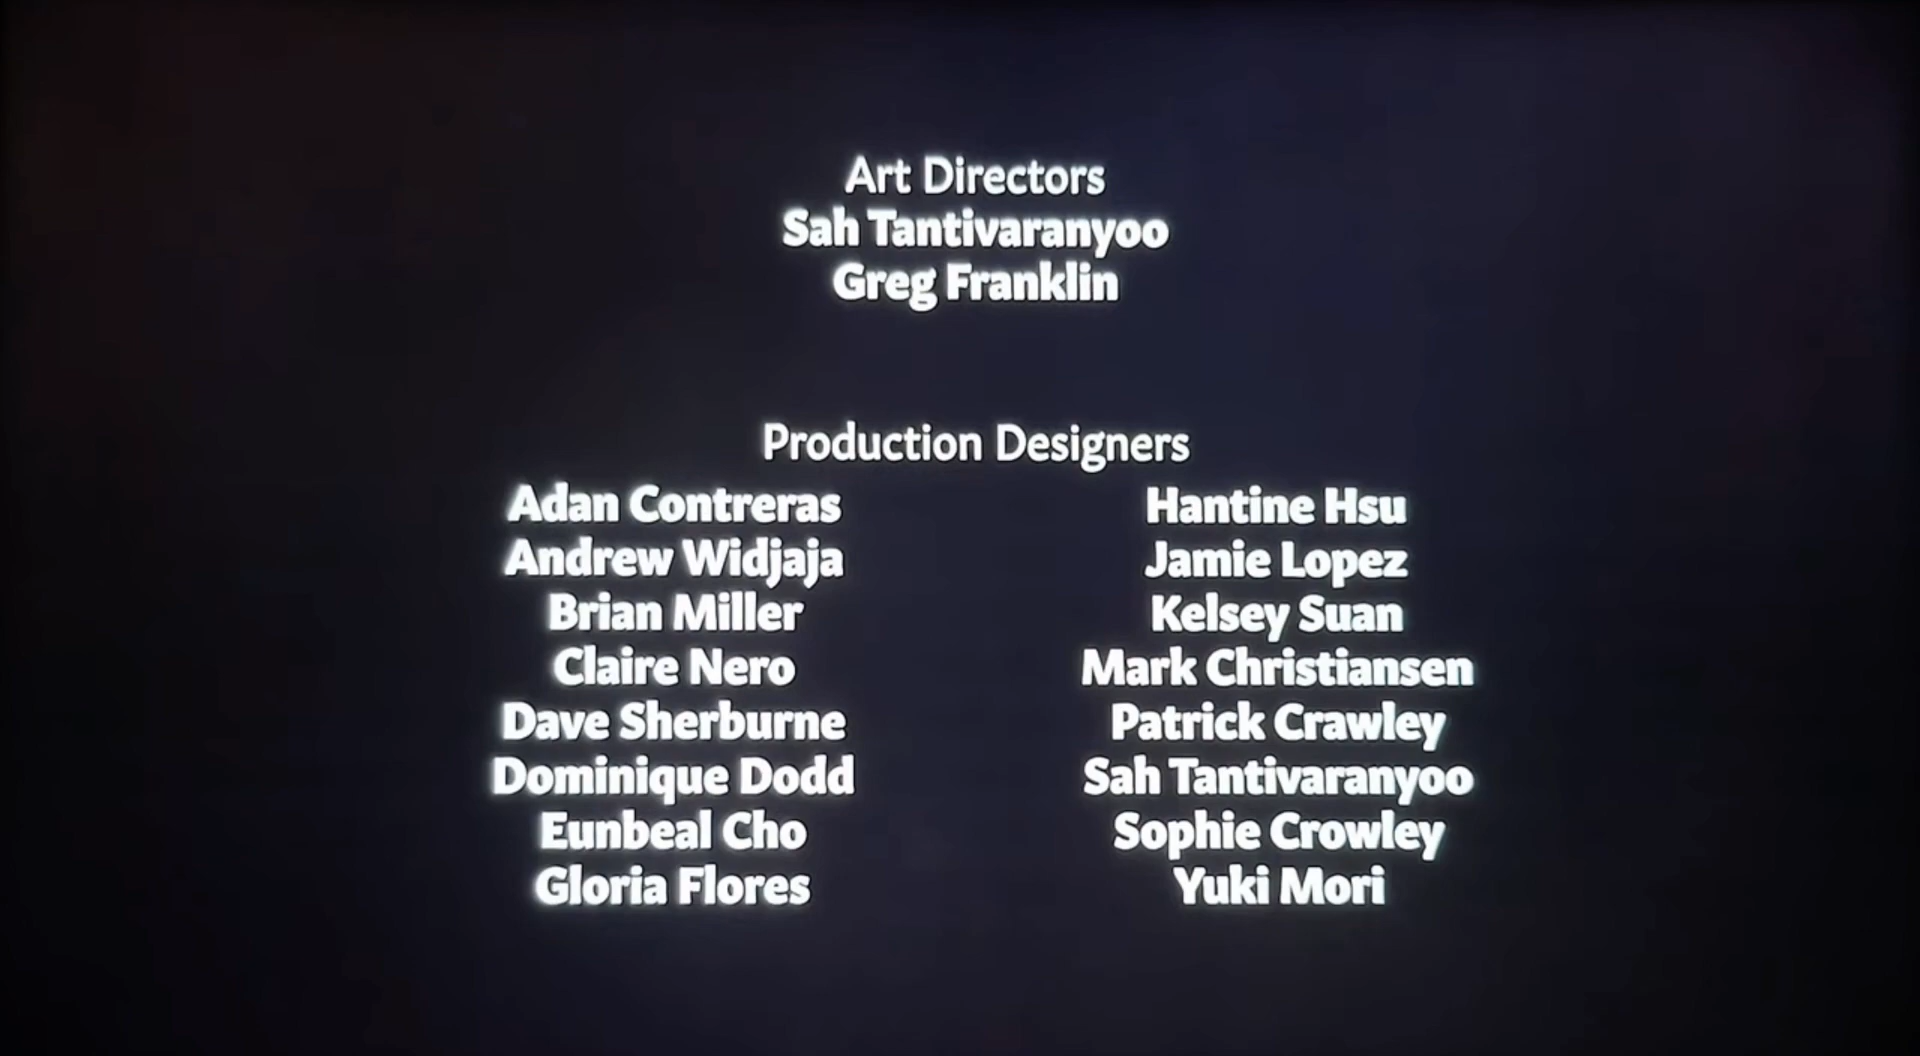 Art Directors
Sah Tantivaranyoo
Greg Franklin
Production Designers
Adan Contreras
Andrew Widjaja
Brian Miller
Claire Nero
Dave Sherburne
Dominique Dodd
Eunbeal Cho
Gloria Flores
Hantine Hsu
Jamie Lopez
Kelsey Suan
Mark Christiansen
Patrick Crawley
Sah Tantivaranyoo
Sophie Crowley
Yuki Mori